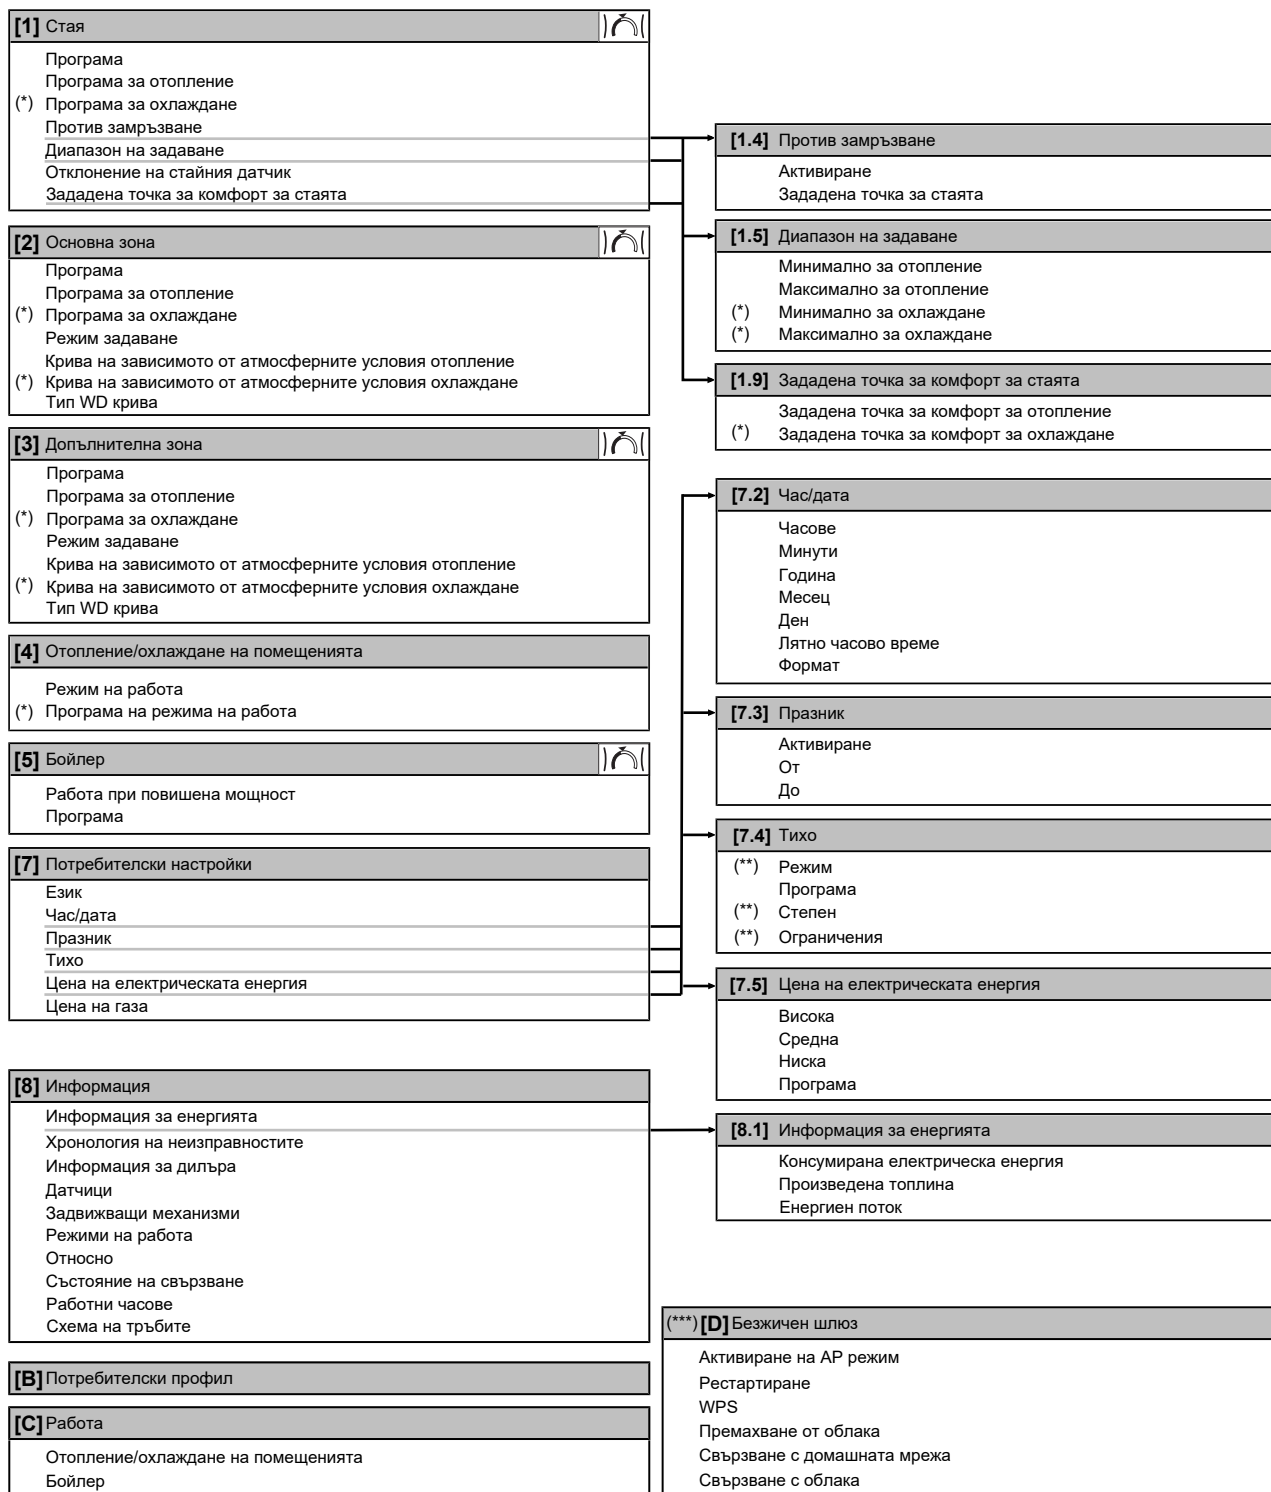 [1] Стая
Програма
Програма за отопление
(*) Програма за охлаждане
Против замръзване
Диапазон на задаване
Отклонение на стайния датчик
Зададена точка за комфорт за стаята
[2] Основна зона
Програма
Програма за отопление
(*) Програма за охлаждане
Режим задаване
Крива на зависимото от атмосферните условия отопление
(*) Крива на зависимото от атмосферните условия охлаждане
Тип WD крива
[3] Допълнителна зона
Програма
Програма за отопление
(*) Програма за охлаждане
Режим задаване
Крива на зависимото от атмосферните условия отопление
(*) Крива на зависимото от атмосферните условия охлаждане
Тип WD крива
[4] Отопление/охлаждане на помещенията
Режим на работа
(*) Програма на режима на работа
[5] Бойлер
Работа при повишена мощност
Програма
[7] Потребителски настройки
Език
Час/дата
Празник
Тихо
Цена на електрическата енергия
Цена на газа
[8] Информация
Информация за енергията
Хронология на неизправностите
Информация за дилъра
Датчици
Задвижващи механизми
Режими на работа
Относно
Състояние на свързване
Работни часове
Схема на тръбите
[B] Потребителски профил
[C] Работа
Отопление/охлаждане на помещенията
Бойлер
[1.4] Против замръзване
Активиране
Зададена точка за стаята
[1.5] Диапазон на задаване
Минимално за отопление
Максимално за отопление
(*) Минимално за охлаждане
(*) Максимално за охлаждане
[1.9] Зададена точка за комфорт за стаята
Зададена точка за комфорт за отопление
(*) Зададена точка за комфорт за охлаждане
[7.2] Час/дата
Часове
Минути
Година
Месец
Ден
Лятно часово време
Формат
[7.3] Празник
Активиране
От
До
[7.4] Тихо
(**) Режим
Програма
(**) Степен
(**) Ограничения
[7.5] Цена на електрическата енергия
Висока
Средна
Ниска
Програма
[8.1] Информация за енергията
Консумирана електрическа енергия
Произведена топлина
Енергиен поток
(***) [D] Безжичен шлюз
Активиране на AP режим
Рестартиране
WPS
Премахване от облака
Свързване с домашната мрежа
Свързване с облака